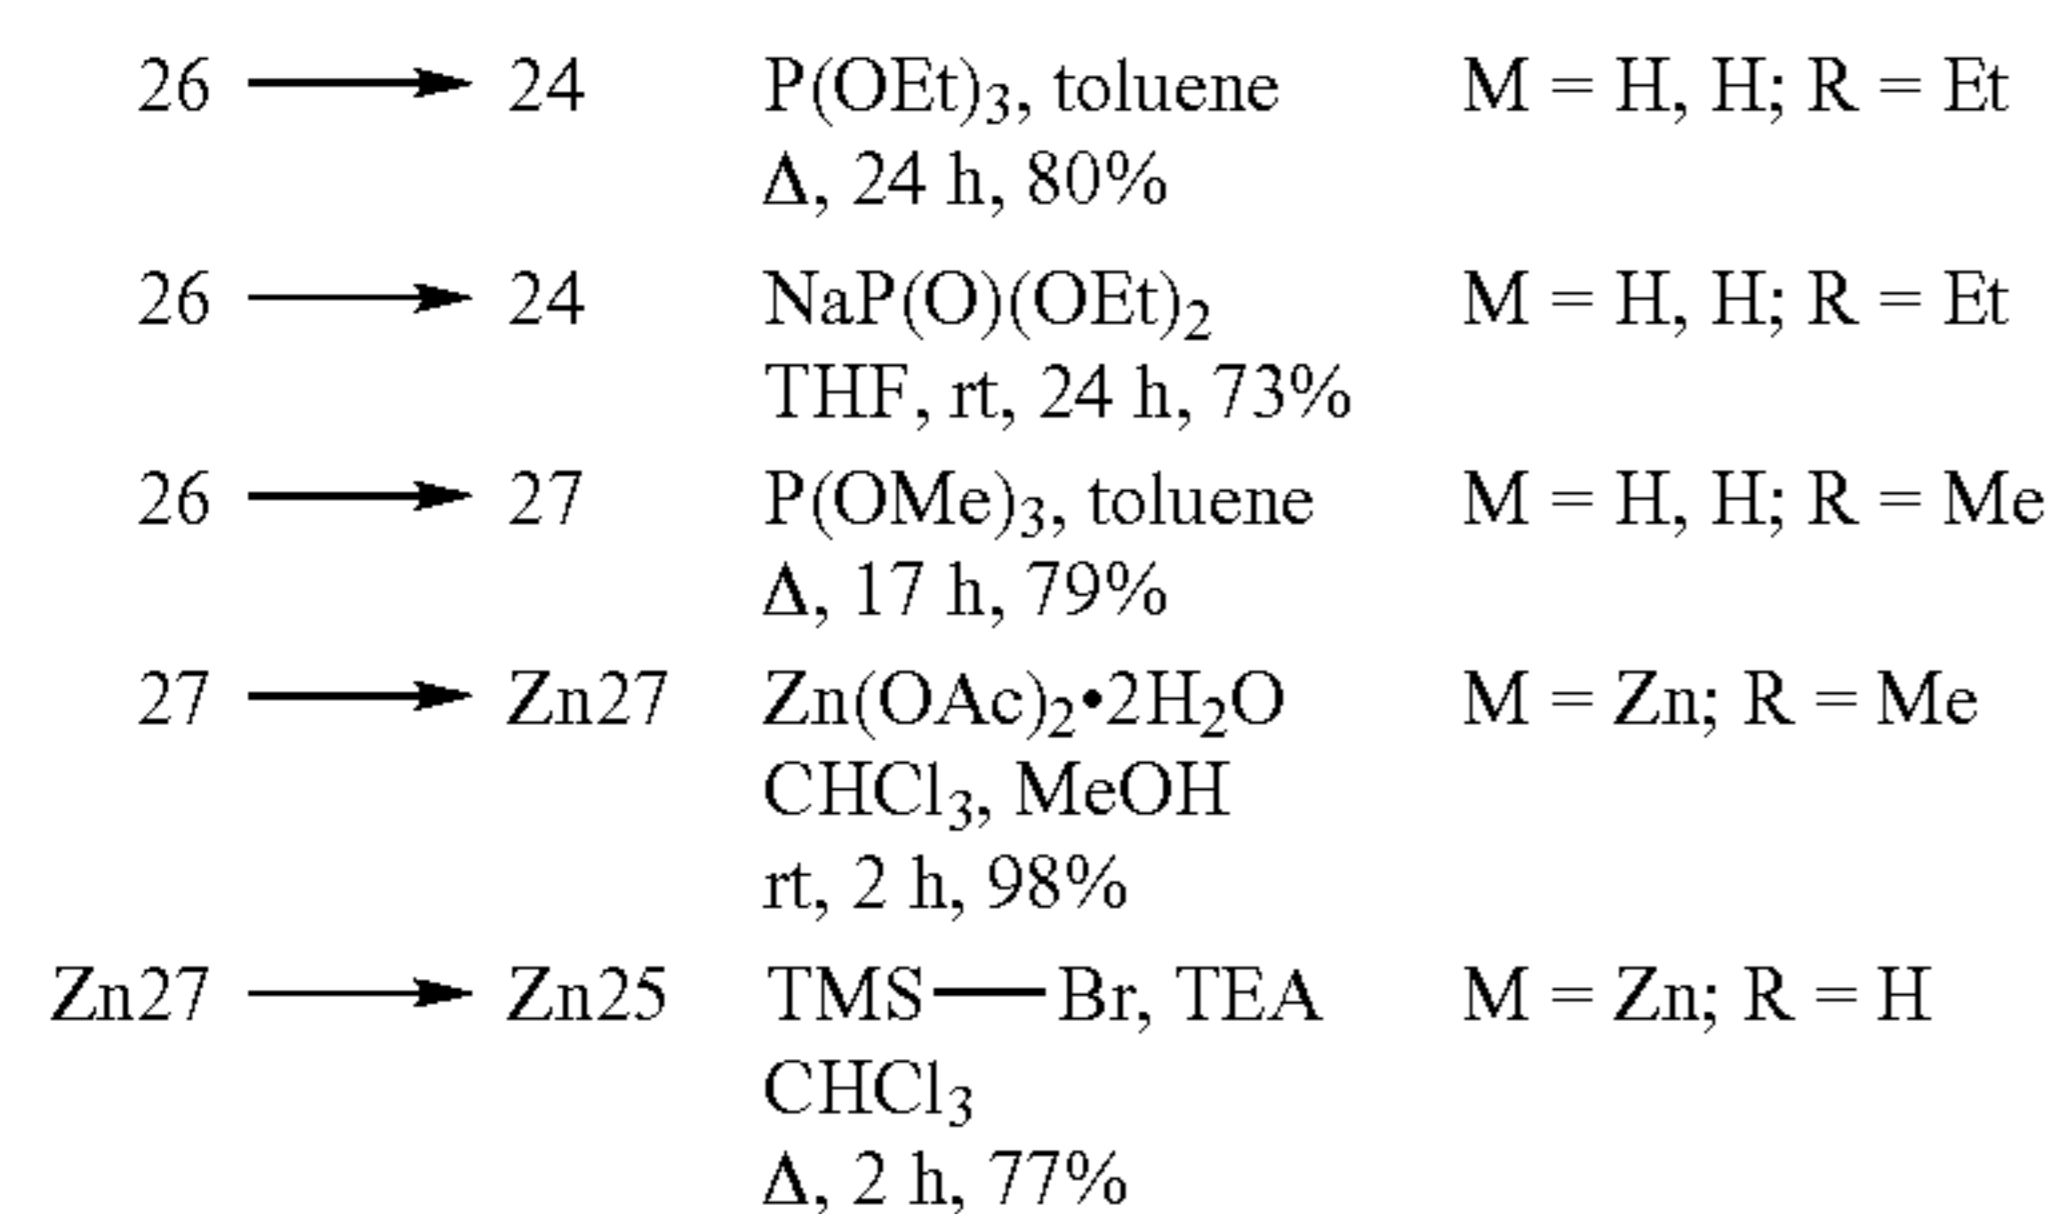 26 → 24 P(OEt)₃, toluene M = H, H; R = Et
Δ, 24 h, 80%
26 → 24 NaP(O)(OEt)₂ M = H, H; R = Et
THF, rt, 24 h, 73%
26 → 27 P(OMe)₃, toluene M = H, H; R = Me
Δ, 17 h, 79%
27 → Zn27 Zn(OAc)₂•2H₂O M = Zn; R = Me
CHCl₃, MeOH
rt, 2 h, 98%
Zn27 → Zn25 TMS—Br, TEA M = Zn; R = H
CHCl₃
Δ, 2 h, 77%